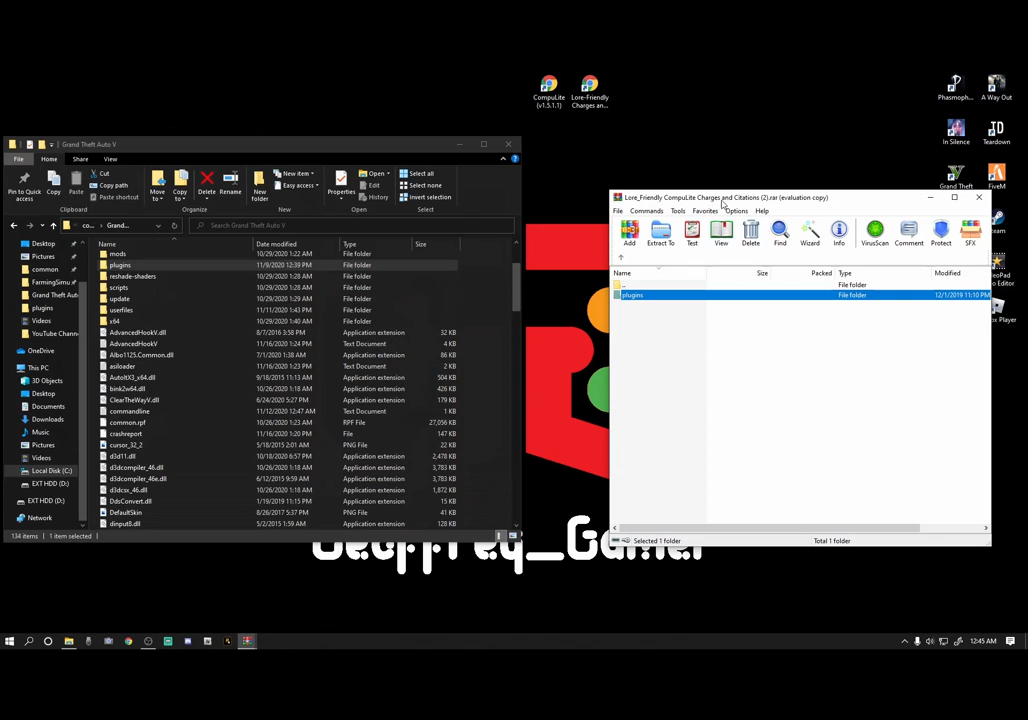 CompuLite
(v1.5.1.1)
Lore-Friendly
Charges an...
Phasmoph...
A Way Out
In Silence
Teardown
Grand Theft
FiveM
Grand Theft Auto V
File
Home
Share
View
Pin to Quick
access
Copy
Paste
Cut
Copy path
Paste shortcut
Clipboard
Move
to
Copy
to
Delete
Rename
Organize
New
folder
New item
Easy access
New
Properties
Open
Edit
History
Open
Select all
Select none
Invert selection
Select
co...
Grand...
Search Grand Theft Auto V
Desktop
Pictures
common
FarmingSimu
Grand Theft Auto
plugins
Videos
YouTube Chann
OneDrive
This PC
3D Objects
Desktop
Documents
Downloads
Music
Pictures
Videos
Local Disk (C:)
EXT HDD (D:)
EXT HDD (D:)
Network
Name Date modified Type Size
mods 10/29/2020 1:22 AM File folder
plugins 11/9/2020 12:39 PM File folder
reshade-shaders 10/29/2020 1:28 AM File folder
scripts 10/29/2020 1:28 AM File folder
update 10/29/2020 1:29 AM File folder
userfiles 11/11/2020 1:43 PM File folder
x64 10/29/2020 1:40 AM File folder
AdvancedHookV.dll 8/7/2016 3:58 PM Application extension 32 KB
AdvancedHookV 11/16/2020 1:24 PM Text Document 4 KB
Albo1125.Common.dll 7/1/2020 1:38 AM Application extension 86 KB
asiloader 11/16/2020 1:23 PM Text Document 2 KB
AutoItX3_x64.dll 9/18/2015 11:13 AM Application extension 504 KB
bink2w64.dll 10/26/2020 1:18 AM Application extension 426 KB
ClearTheWayV.dll 6/24/2020 5:27 PM Application extension 179 KB
commandline 11/12/2020 12:47 AM Text Document 1 KB
common.rpf 10/26/2020 1:23 AM RPF File 27,056 KB
crashreport 11/16/2020 1:20 PM File 147 KB
cursor_32_2 5/18/2015 2:01 AM PNG File 22 KB
d3d11.dll 10/18/2020 6:57 PM Application extension 2,478 KB
d3dcompiler_46.dll 10/26/2020 1:18 AM Application extension 3,783 KB
d3dcompiler_46e.dll 6/12/2015 9:59 AM Application extension 3,783 KB
d3dcsx_46.dll 10/26/2020 1:18 AM Application extension 1,872 KB
DdsConvert.dll 1/19/2019 11:15 PM Application extension 15 KB
DefaultSkin 8/26/2017 5:37 PM PNG File 41 KB
dinput8.dll 5/2/2015 1:59 AM Application extension 128 KB
134 items 1 item selected
Lore_Friendly CompuLite Charges and Citations (2).rar (evaluation copy)
File Commands Tools Favorites Options Help
Add Extract To Test View Delete Find Wizard Info VirusScan Comment Protect SFX
Name Size Packed Type Modified
.. File folder
plugins File folder 12/1/2019 11:10 PM
Selected 1 folder Total 1 folder
12:45 AM